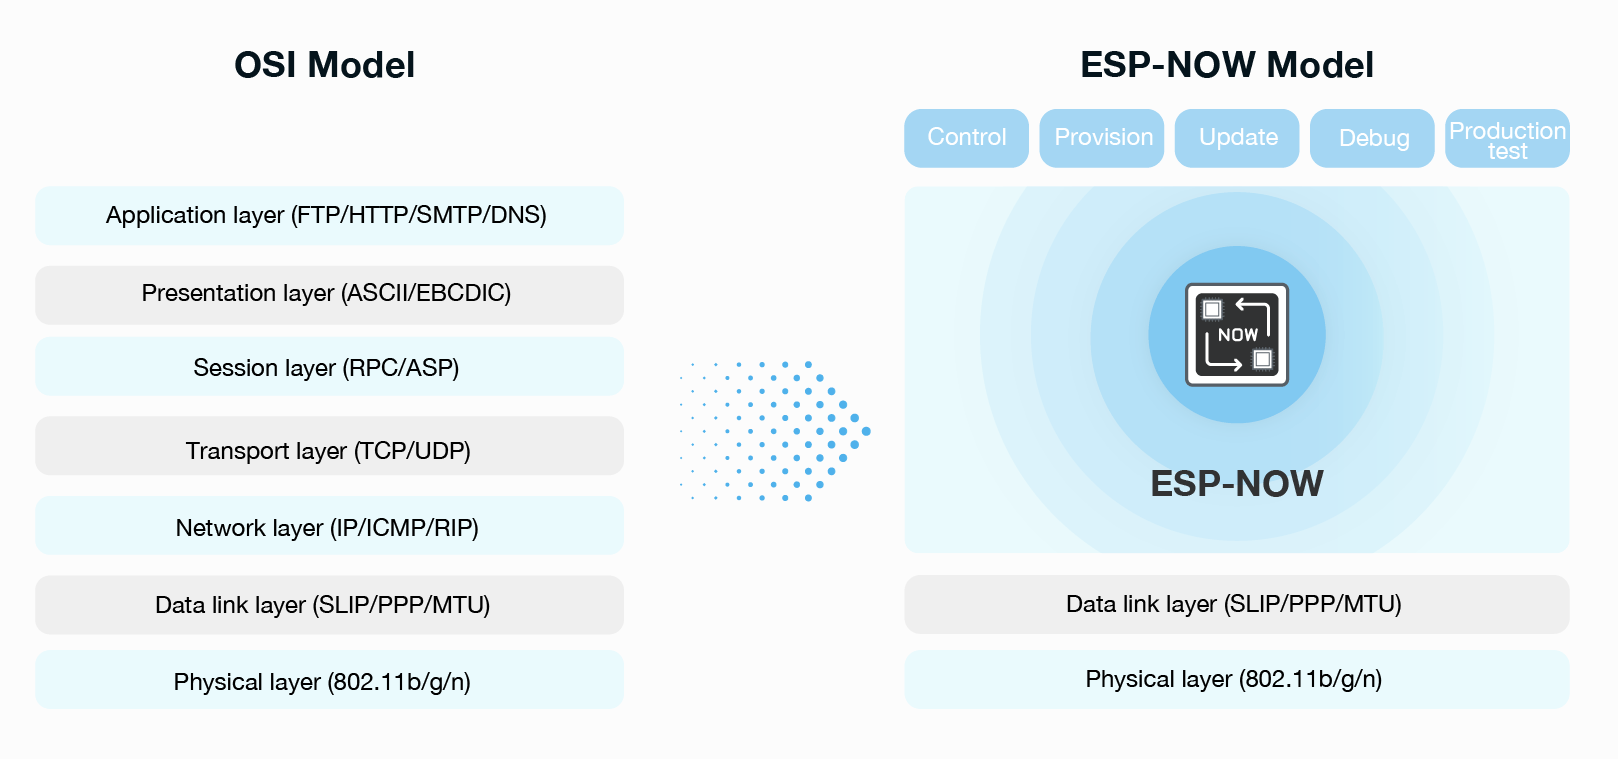 OSI Model
Application layer (FTP/HTTP/SMTP/DNS)
Presentation layer (ASCII/EBCDIC)
Session layer (RPC/ASP)
Transport layer (TCP/UDP)
Network layer (IP/ICMP/RIP)
Data link layer (SLIP/PPP/MTU)
Physical layer (802.11b/g/n)
ESP-NOW Model
Control
Provision
Update
Debug
Production
test
NOW
ESP-NOW
Data link layer (SLIP/PPP/MTU)
Physical layer (802.11b/g/n)